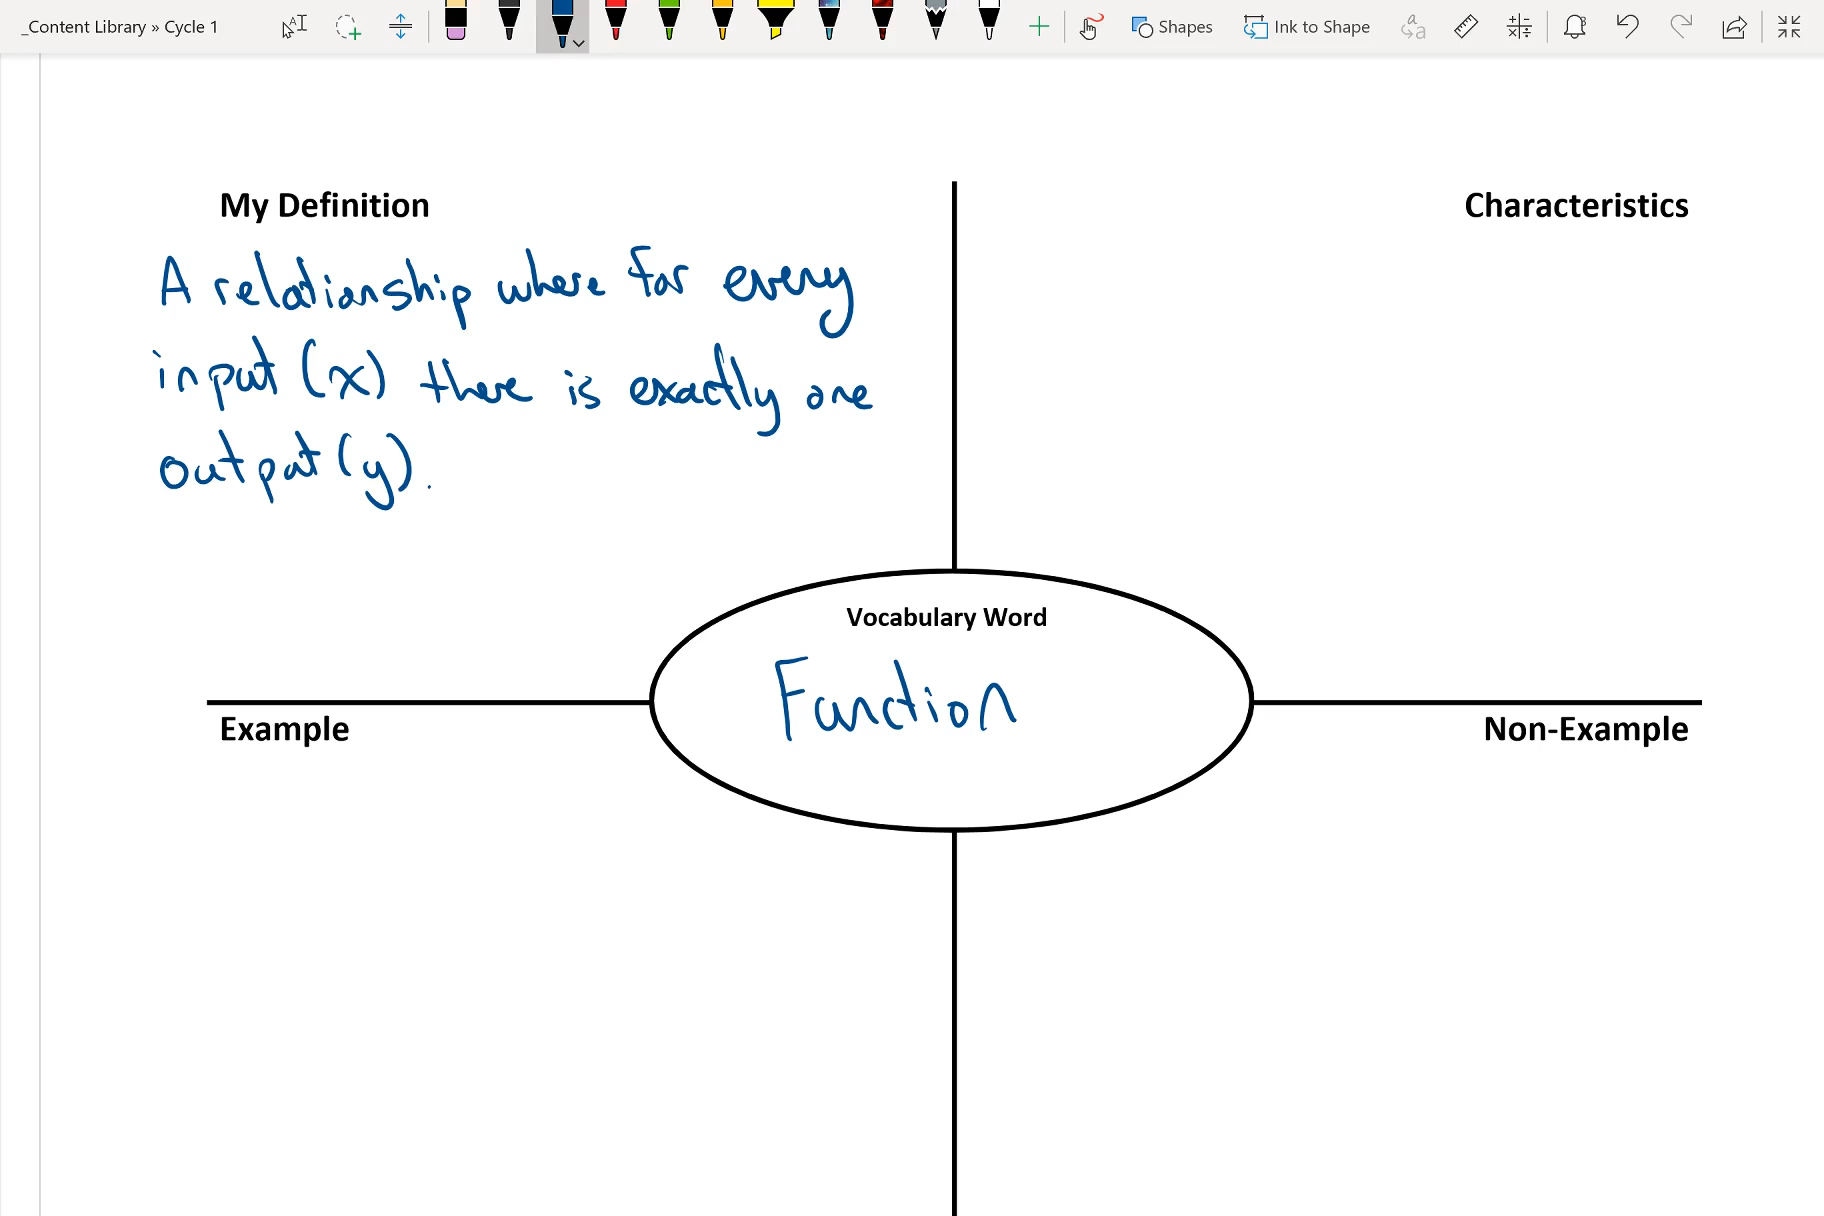 _Content Library » Cycle 1
Shapes
Ink to Shape
My Definition
Characteristics
A relationship where for every
input (x) there is exactly one
output (y).
Vocabulary Word
Function
Example
Non-Example